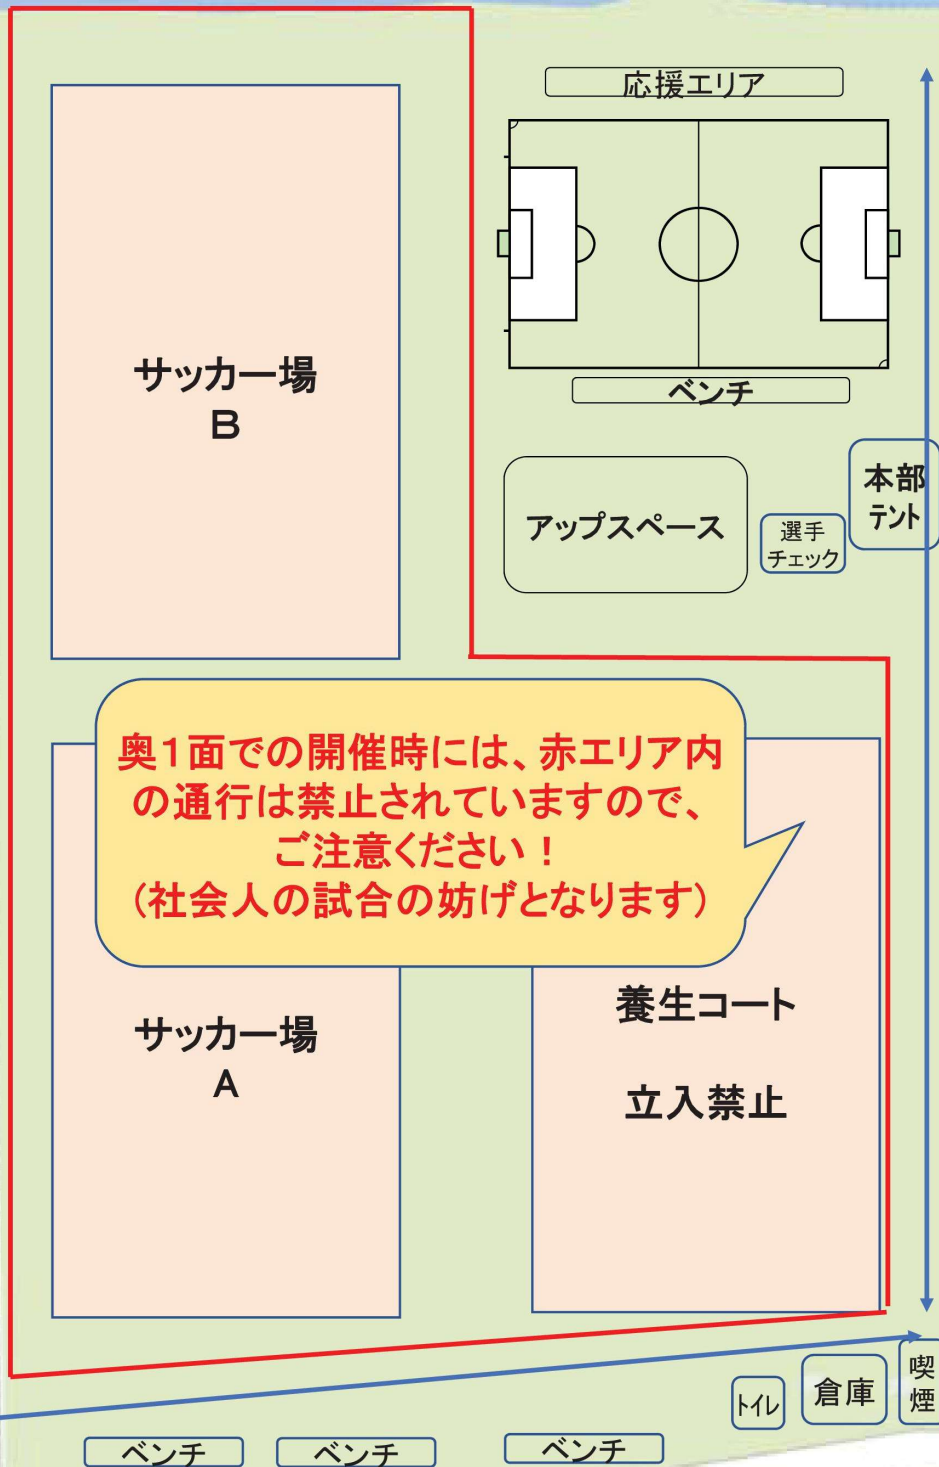 応援エリア
ベンチ
サッカー場
B
アップスペース
選手
チェック
本部
テント
奥1面での開催時には、赤エリア内
の通行は禁止されていますので、
ご注意ください！
(社会人の試合の妨げとなります)
サッカー場
A
養生コート
立入禁止
トイレ
倉庫
喫
煙
ベンチ
ベンチ
ベンチ